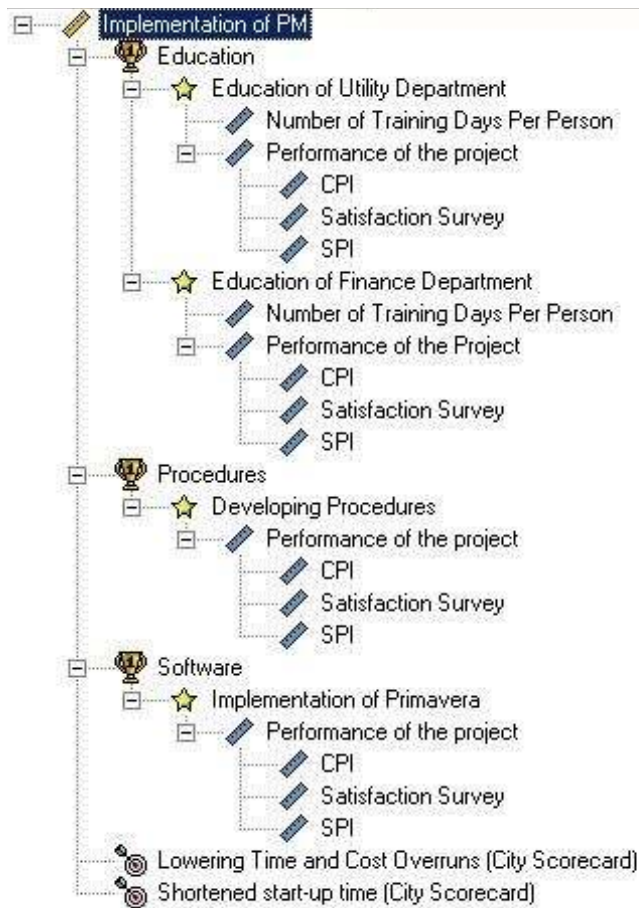 Implementation of PM
Education
Education of Utility Department
Number of Training Days Per Person
Performance of the project
CPI
Satisfaction Survey
SPI
Education of Finance Department
Number of Training Days Per Person
Performance of the Project
CPI
Satisfaction Survey
SPI
Procedures
Developing Procedures
Performance of the project
CPI
Satisfaction Survey
SPI
Software
Implementation of Primavera
Performance of the project
CPI
Satisfaction Survey
SPI
Lowering Time and Cost Overruns (City Scorecard)
Shortened start-up time (City Scorecard)